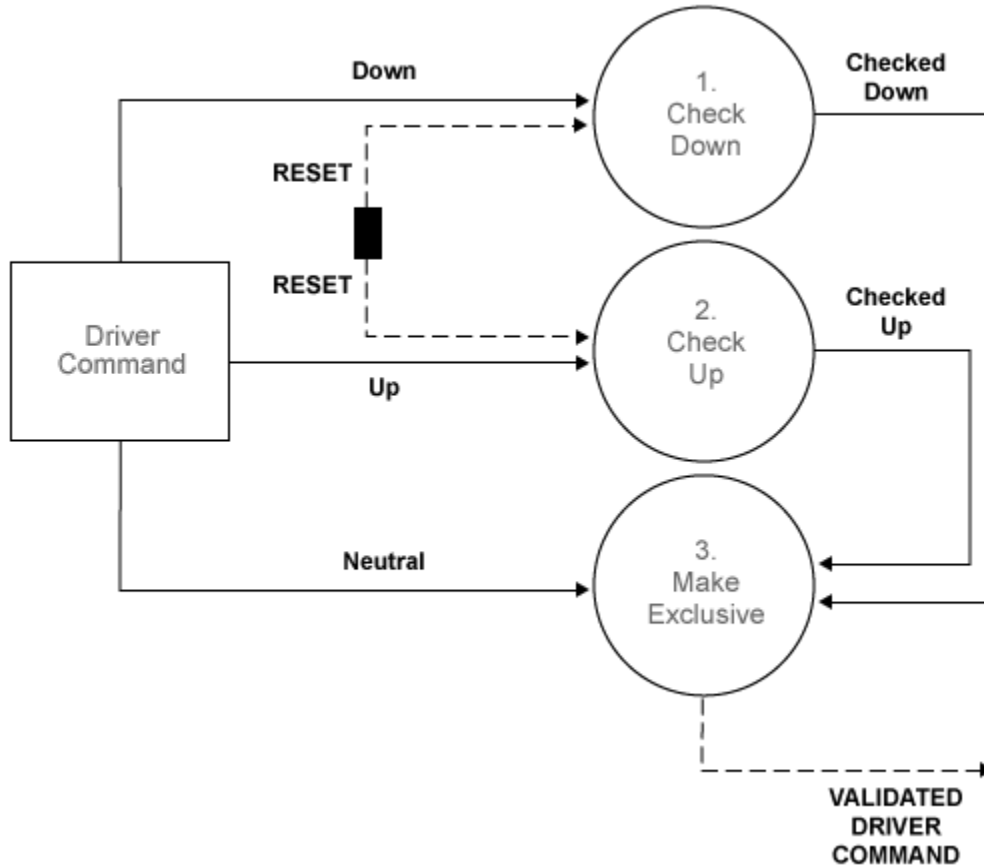 Down
Checked
Down
1.
Check
Down
RESET
RESET
Driver
Command
2.
Check
Up
Checked
Up
Up
Neutral
3.
Make
Exclusive
VALIDATED
DRIVER
COMMAND